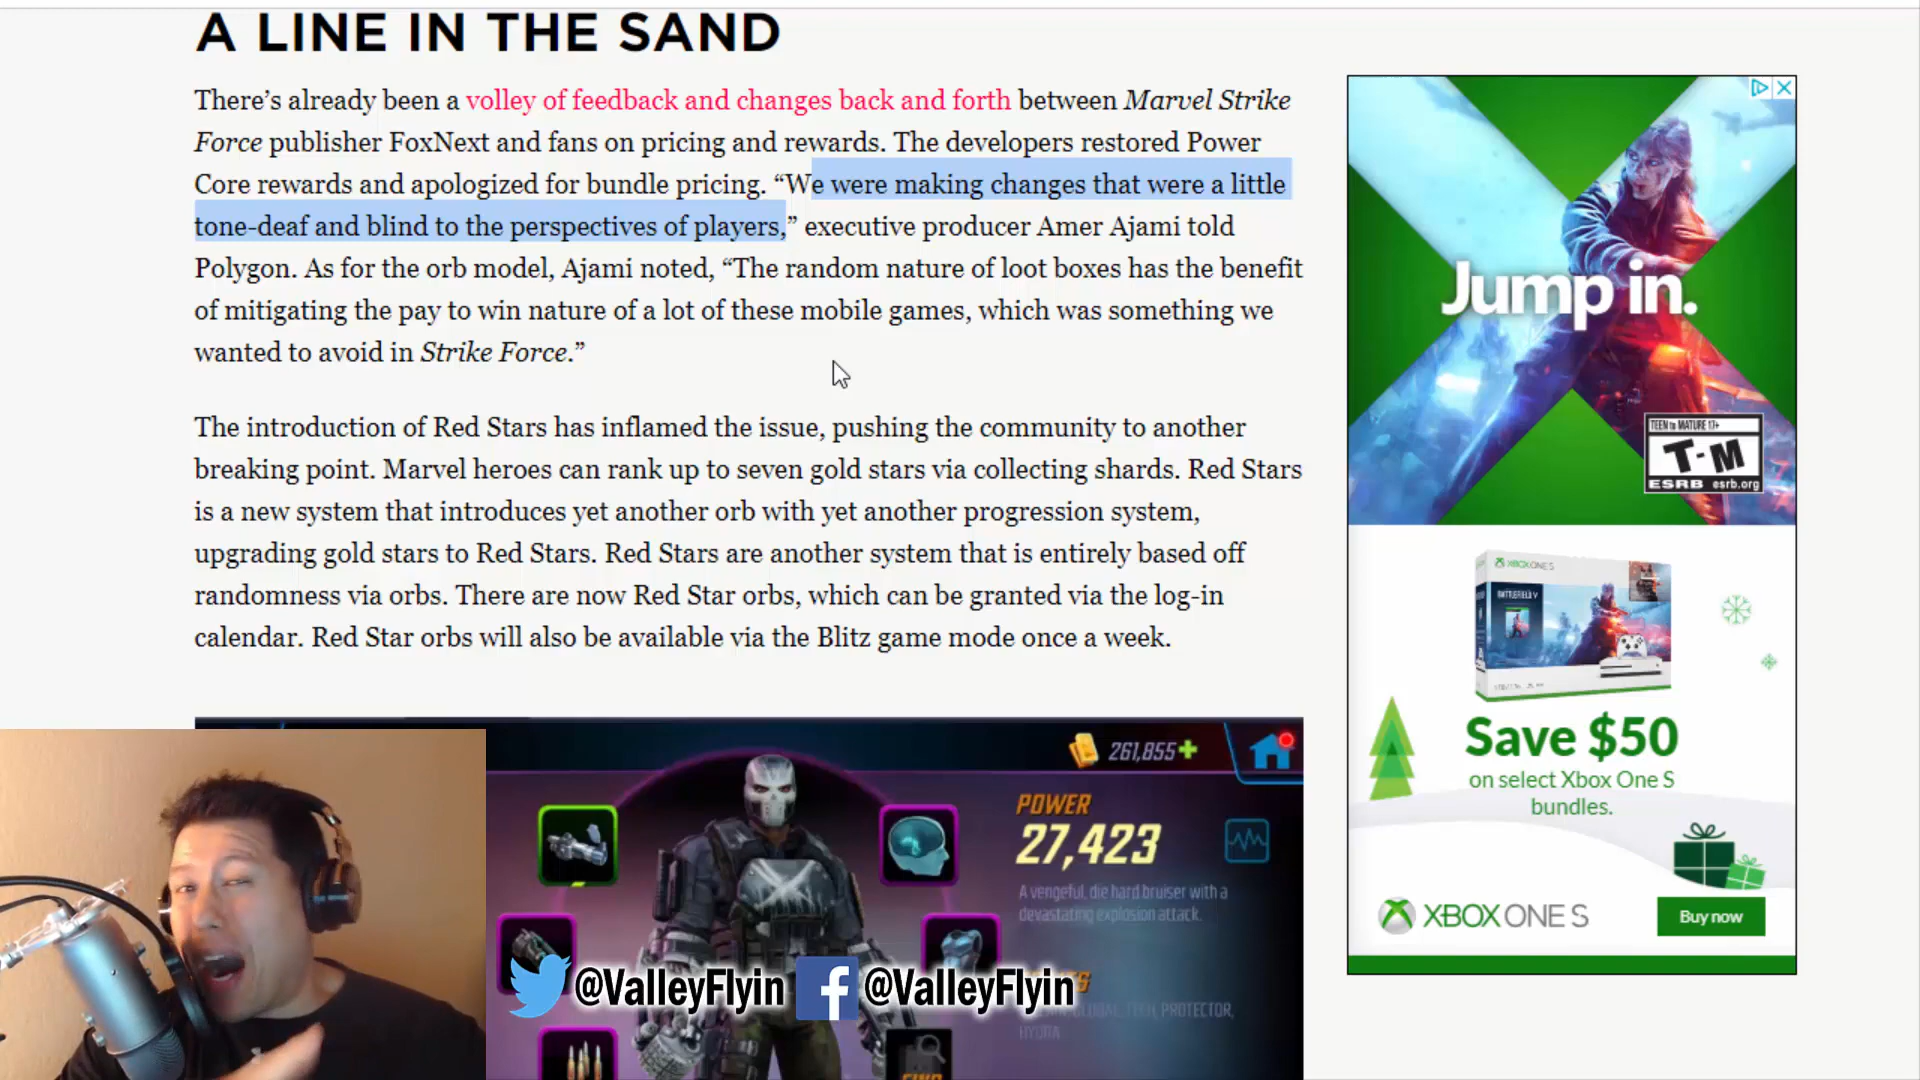 A LINE IN THE SAND
There’s already been a volley of feedback and changes back and forth between Marvel Strike
Force publisher FoxNext and fans on pricing and rewards. The developers restored Power
Core rewards and apologized for bundle pricing. “We were making changes that were a little
tone-deaf and blind to the perspectives of players,” executive producer Amer Ajami told
Polygon. As for the orb model, Ajami noted, “The random nature of loot boxes has the benefit
of mitigating the pay to win nature of a lot of these mobile games, which was something we
wanted to avoid in Strike Force.”
The introduction of Red Stars has inflamed the issue, pushing the community to another
breaking point. Marvel heroes can rank up to seven gold stars via collecting shards. Red Stars
is a new system that introduces yet another orb with yet another progression system,
upgrading gold stars to Red Stars. Red Stars are another system that is entirely based off
randomness via orbs. There are now Red Star orbs, which can be granted via the log-in
calendar. Red Star orbs will also be available via the Blitz game mode once a week.
261,855
POWER
27,423
A vengeful, die hard bruiser with a
devastating explosion attack.
TECH, PROTECTOR,
HYDRA
FIND
@ValleyFlyin
@ValleyFlyin
Jump in.
TEEN to MATURE 17+
T-M
ESRB esrb.org
XBOX ONE S
BATTLEFIELD V
Save $50
on select Xbox One S
bundles.
XBOX ONE S
Buy now